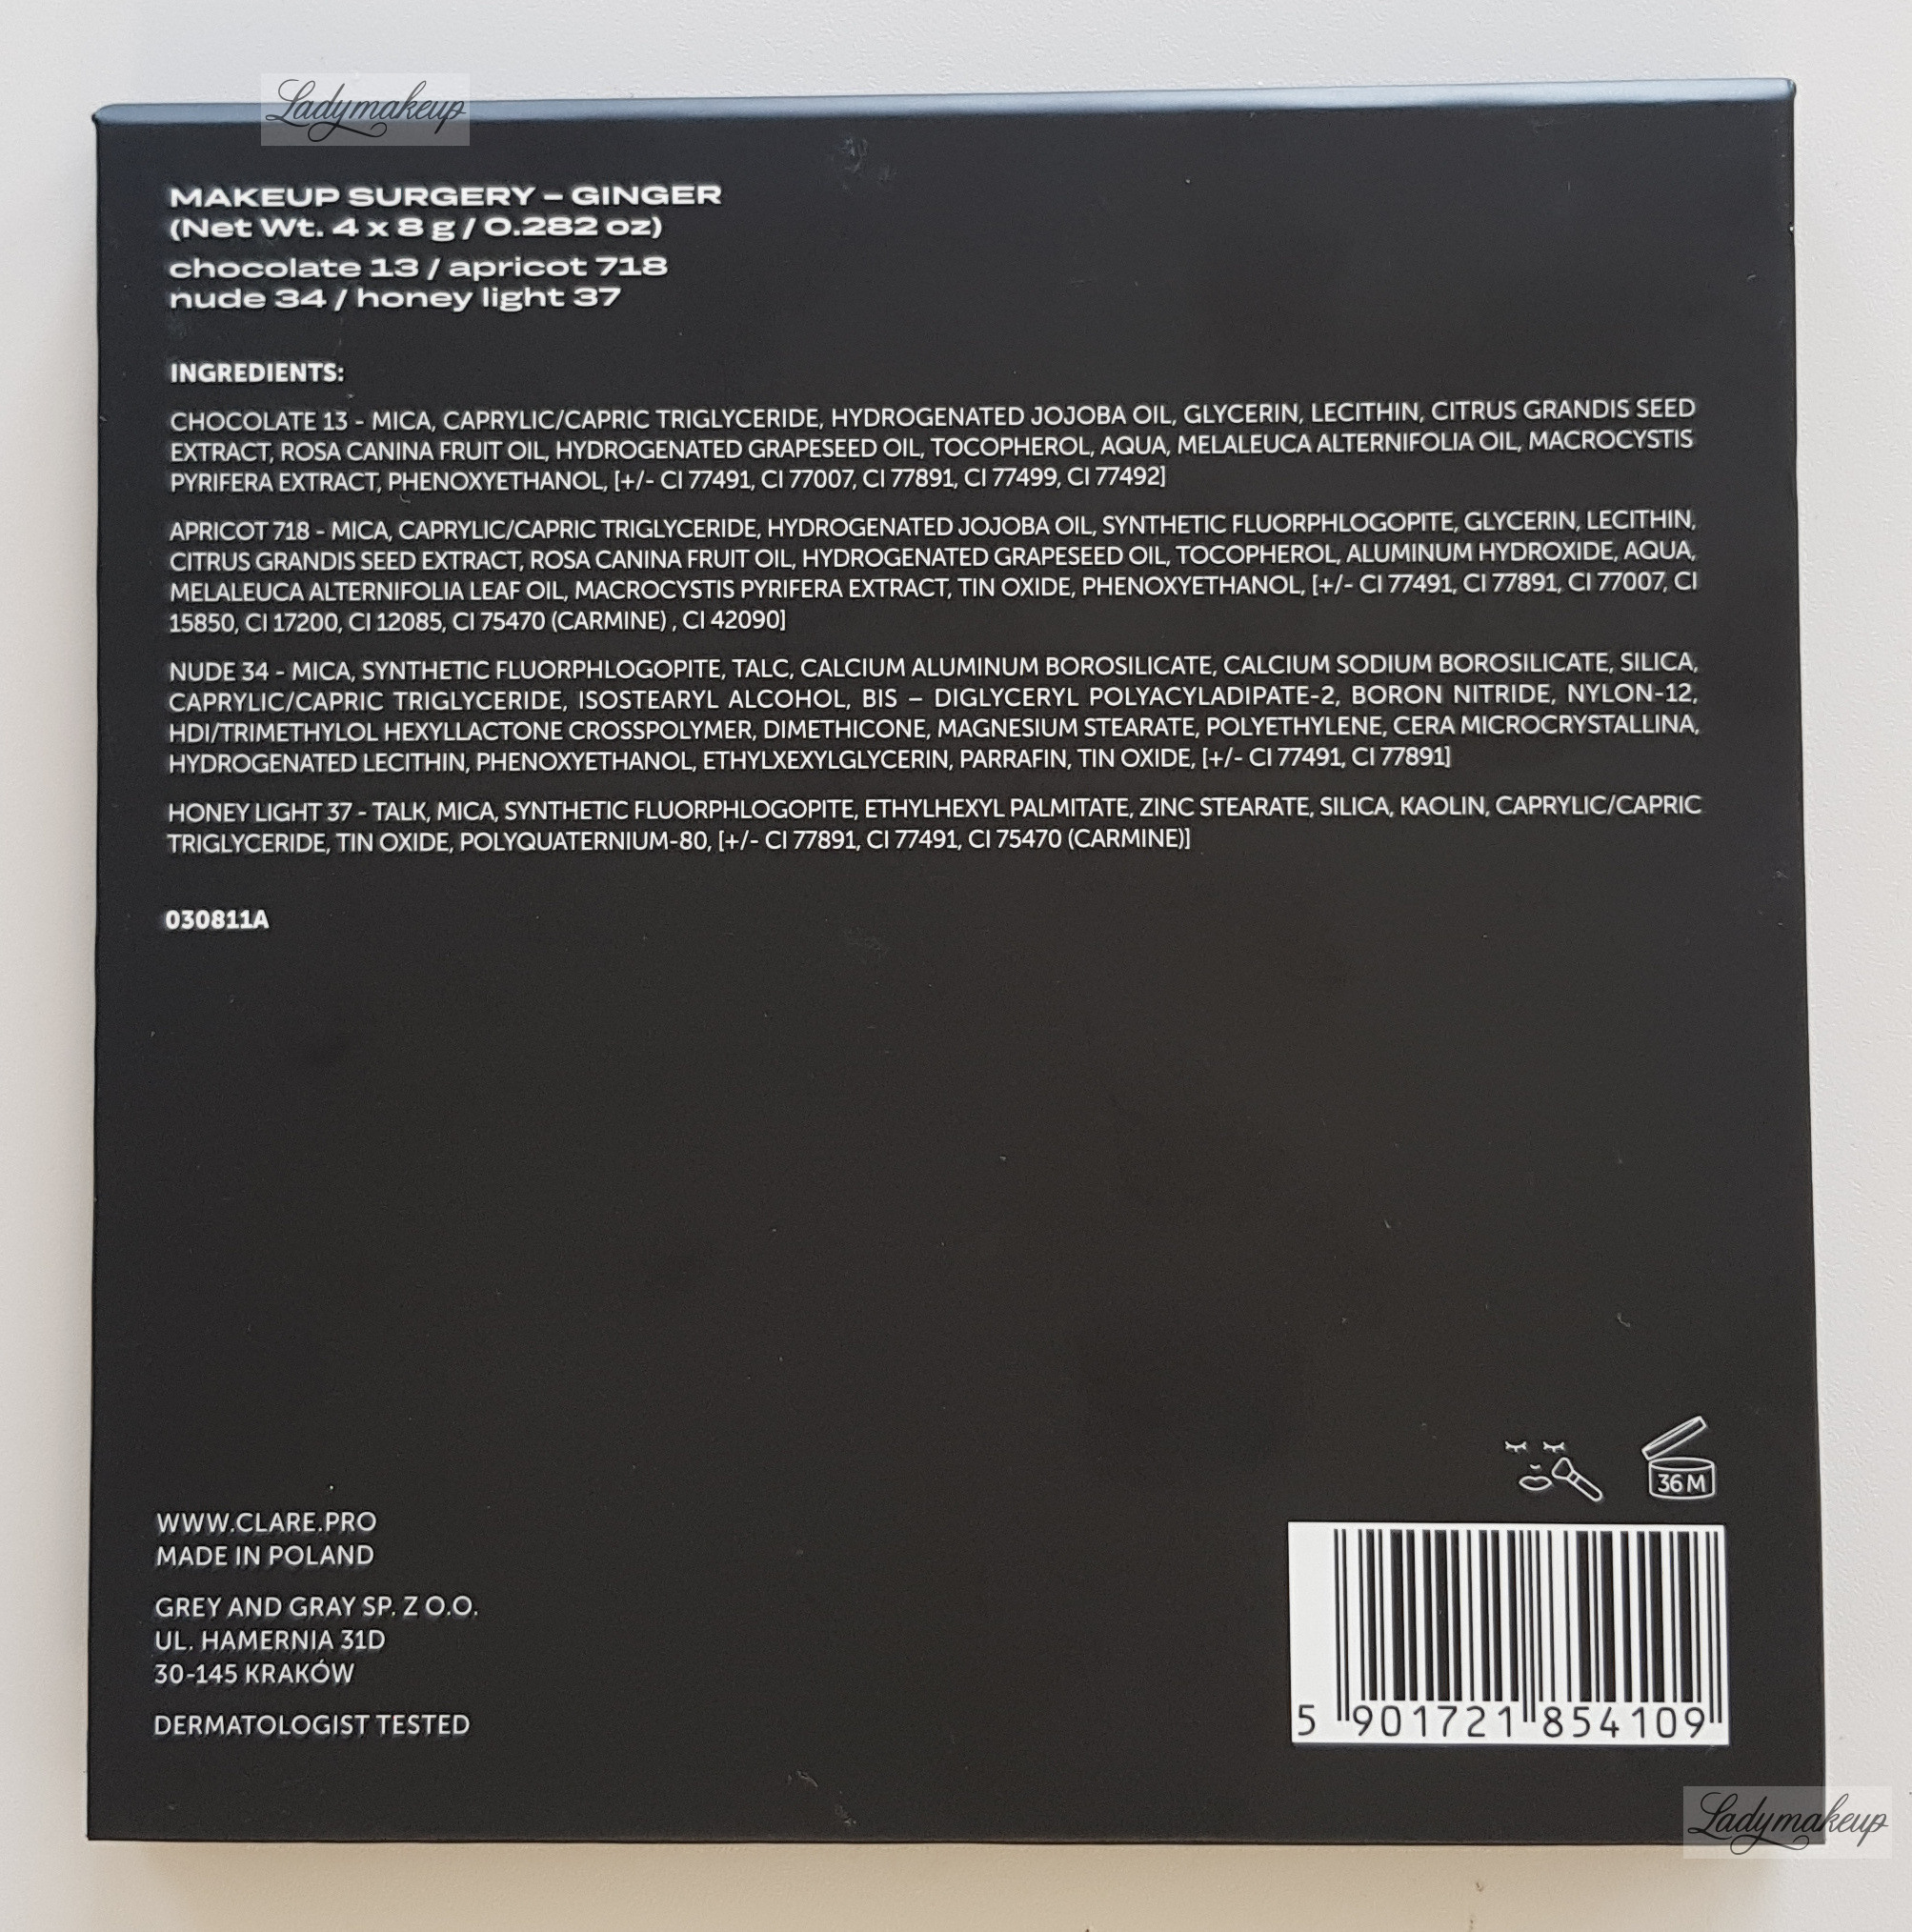 Ladymakeup
MAKEUP SURGERY – GINGER
(Net Wt. 4 x 8 g / 0.282 oz)
chocolate 13 / apricot 718
nude 34 / honey light 37
INGREDIENTS:
CHOCOLATE 13 - MICA, CAPRYLIC/CAPRIC TRIGLYCERIDE, HYDROGENATED JOJOBA OIL, GLYCERIN, LECITHIN, CITRUS GRANDIS SEED
EXTRACT, ROSA CANINA FRUIT OIL, HYDROGENATED GRAPESEED OIL, TOCOPHEROL, AQUA, MELALEUCA ALTERNIFOLIA OIL, MACROCYSTIS
PYRIFERA EXTRACT, PHENOXYETHANOL, [+/- CI 77491, CI 77007, CI 77891, CI 77499, CI 77492]
APRICOT 718 - MICA, CAPRYLIC/CAPRIC TRIGLYCERIDE, HYDROGENATED JOJOBA OIL, SYNTHETIC FLUORPHLOGOPITE, GLYCERIN, LECITHIN,
CITRUS GRANDIS SEED EXTRACT, ROSA CANINA FRUIT OIL, HYDROGENATED GRAPESEED OIL, TOCOPHEROL, ALUMINUM HYDROXIDE, AQUA,
MELALEUCA ALTERNIFOLIA LEAF OIL, MACROCYSTIS PYRIFERA EXTRACT, TIN OXIDE, PHENOXYETHANOL, [+/- CI 77491, CI 77891, CI 77007, CI
15850, CI 17200, CI 12085, CI 75470 (CARMINE) , CI 42090]
NUDE 34 - MICA, SYNTHETIC FLUORPHLOGOPITE, TALC, CALCIUM ALUMINUM BOROSILICATE, CALCIUM SODIUM BOROSILICATE, SILICA,
CAPRYLIC/CAPRIC TRIGLYCERIDE, ISOSTEARYL ALCOHOL, BIS – DIGLYCERYL POLYACYLADIPATE-2, BORON NITRIDE, NYLON-12,
HDI/TRIMETHYLOL HEXYLLACTONE CROSSPOLYMER, DIMETHICONE, MAGNESIUM STEARATE, POLYETHYLENE, CERA MICROCRYSTALLINA,
HYDROGENATED LECITHIN, PHENOXYETHANOL, ETHYLXEXYLGLYCERIN, PARRAFIN, TIN OXIDE, [+/- CI 77491, CI 77891]
HONEY LIGHT 37 - TALK, MICA, SYNTHETIC FLUORPHLOGOPITE, ETHYLHEXYL PALMITATE, ZINC STEARATE, SILICA, KAOLIN, CAPRYLIC/CAPRIC
TRIGLYCERIDE, TIN OXIDE, POLYQUATERNIUM-80, [+/- CI 77891, CI 77491, CI 75470 (CARMINE)]
030811A
36 M
WWW.CLARE.PRO
MADE IN POLAND
GREY AND GRAY SP. Z O.O.
UL. HAMERNIA 31D
30-145 KRAKÓW
DERMATOLOGIST TESTED
5 901721 854109
Ladymakeup